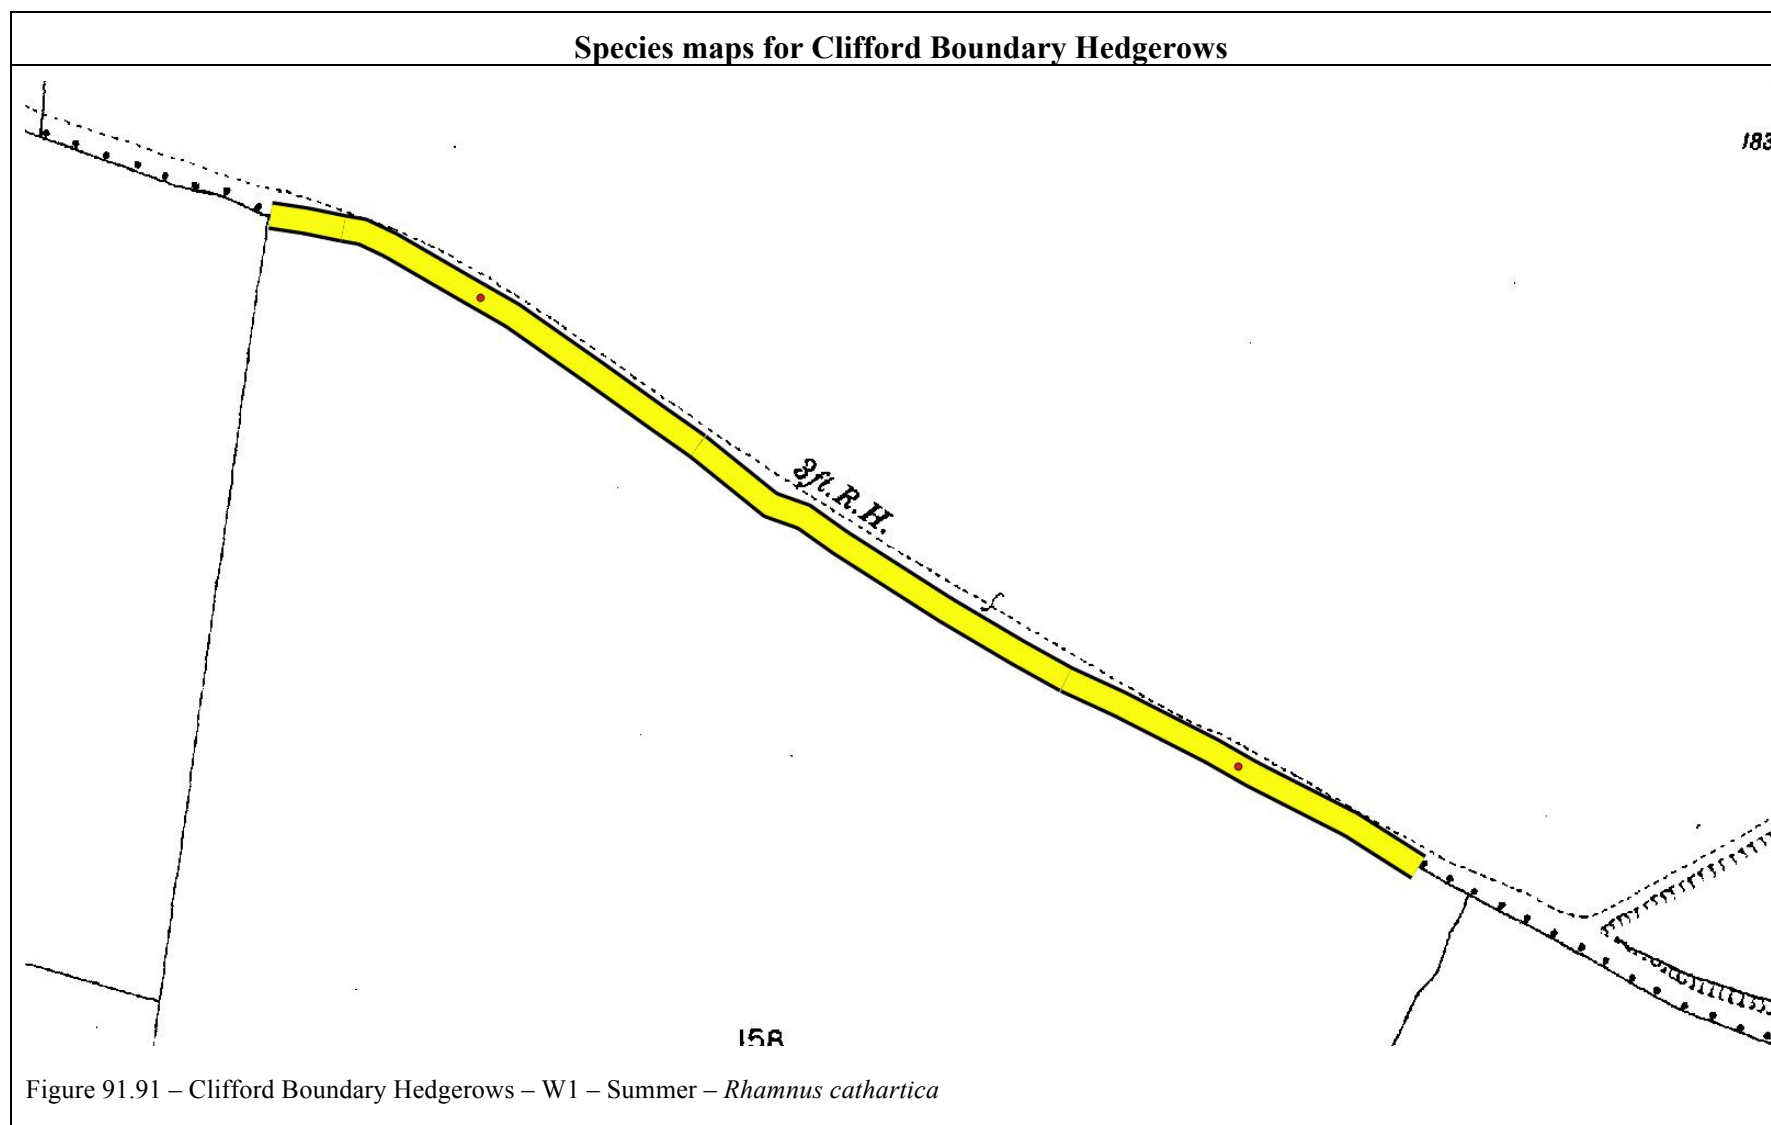 Species maps for Clifford Boundary Hedgerows
183
3ft. R. H.
158
Figure 91.91 – Clifford Boundary Hedgerows – W1 – Summer – Rhamnus cathartica